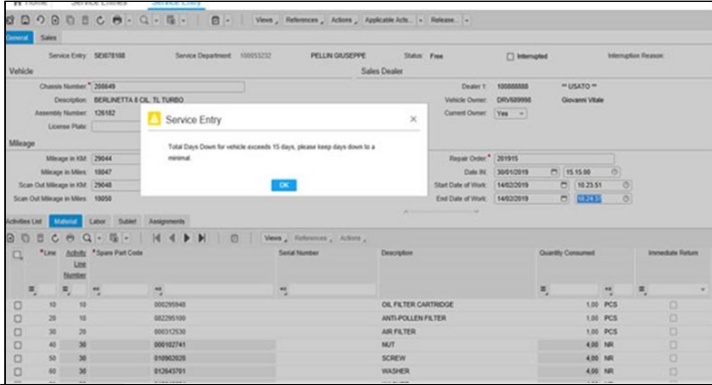 Service Entries Service Entry
Views References Actions Applicable Acts... Release...
General Sales
Service Entry: SEI078188 Service Department: 100053232 PELLIN GIUSEPPE Status: Free Interrupted Interruption Reason:
Vehicle Sales Dealer
Chassis Number:* 208649 Dealer 1: 100888888 ** USATO **
Description: BERLINETTA 8 CIL. TL TURBO Vehicle Owner: DRV689998 Giovanni Vitale
Assembly Number: 126182 Current Owner: Yes
License Plate:
Service Entry
Total Days Down for vehicle exceeds 15 days, please keep days down to a
minimal.
OK
Mileage
Mileage in KM: 29044 Repair Order:* 201915
Mileage in Miles: 18047 Date IN: 30/01/2019 15.15.00
Scan Out Mileage in KM: 29048 Start Date of Work: 14/02/2019 10.23.51
Scan Out Mileage in Miles: 18050 End Date of Work: 14/02/2019
Activities List Material Labor Sublet Assignments
Views References Actions
*Line Activity Line Number *Spare Part Code Serial Number Description Quantity Consumed Immediate Return
10 10 000295948 OIL FILTER CARTRIDGE 1,00 PCS
20 10 082295100 ANTI-POLLEN FILTER 1,00 PCS
30 20 000312530 AIR FILTER 1,00 PCS
40 30 000102741 NUT 4,00 NR
50 30 010902020 SCREW 4,00 NR
60 30 012643701 WASHER 4,00 NR